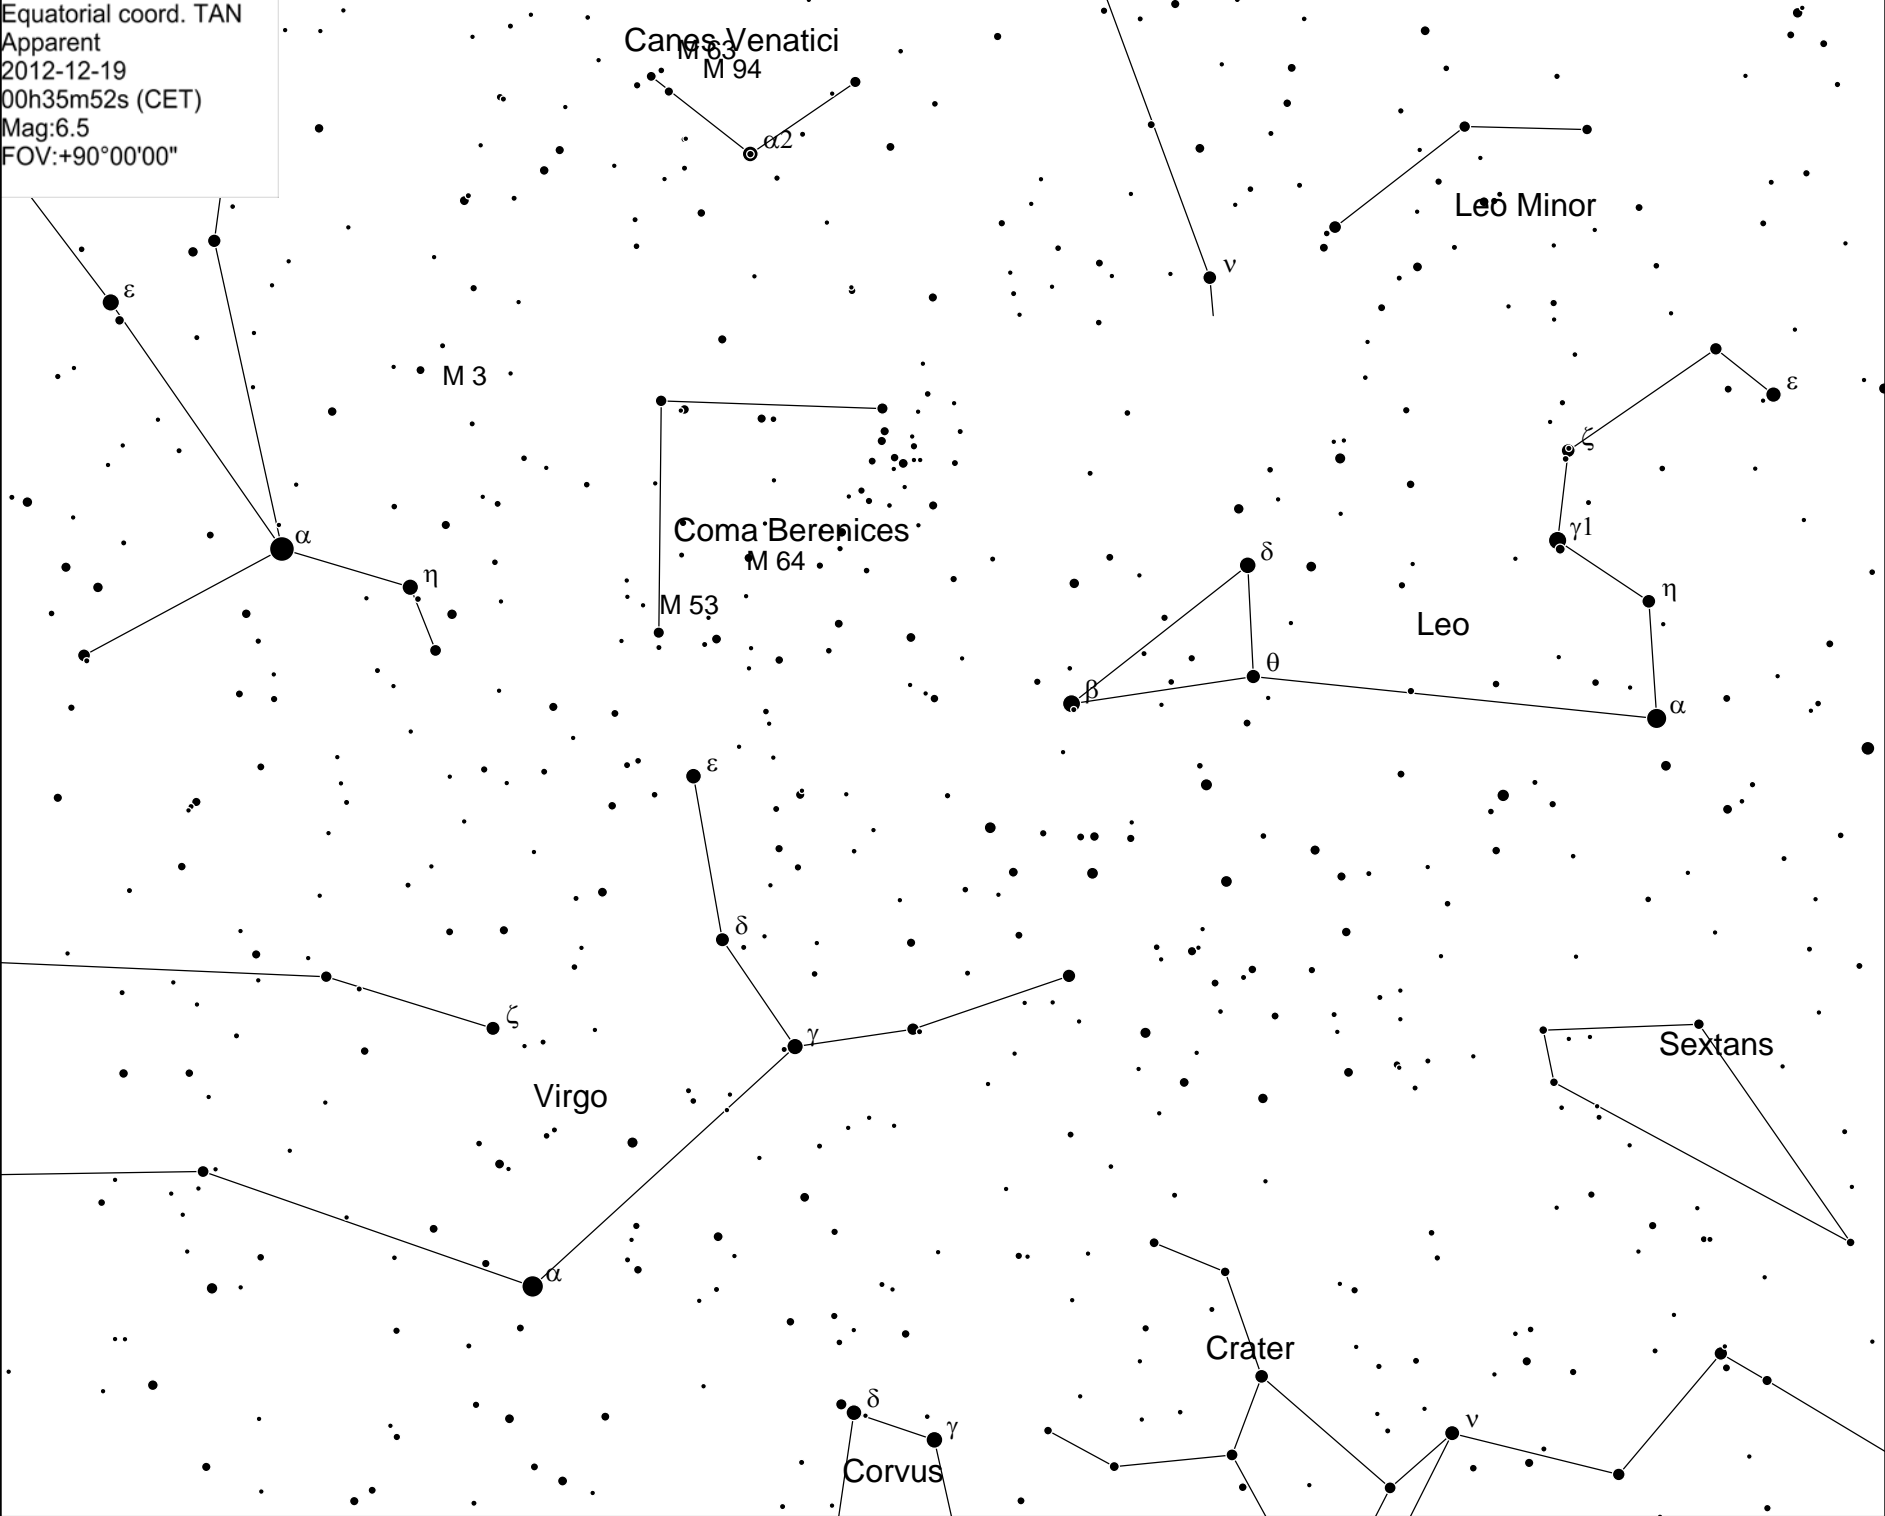 Equatorial coord. TAN
Apparent
2012-12-19
00h35m52s (CET)
Mag:6.5
FOV:+90°00'00"
Canes Venatici
M 63
M 94
α2
Leo Minor
ν
ε
ε
M 3
ζ
γ1
Coma Berenices
M 64
α
δ
η
η
M 53
Leo
θ
β
α
ε
δ
ζ
γ
Sextans
Virgo
α
Crater
δ
γ
ν
Corvus